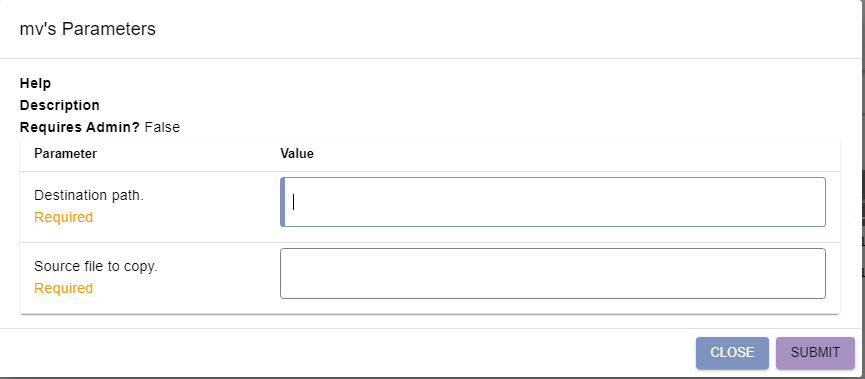 mv's Parameters
Help
Description
Requires Admin? False
Parameter Value
Destination path.
Required
Source file to copy.
Required
CLOSE SUBMIT